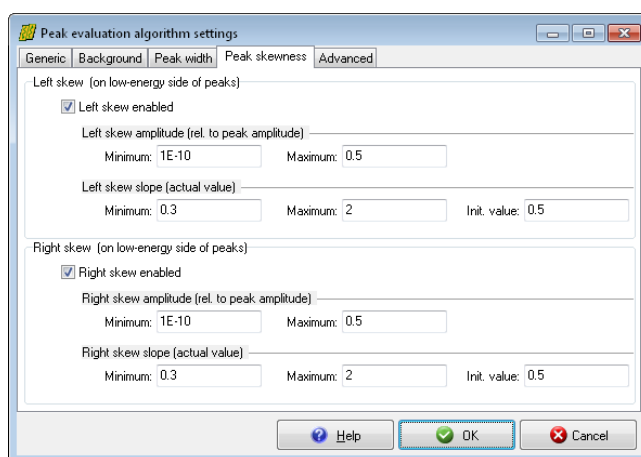 Peak evaluation algorithm settings
Generic Background Peak width Peak skewness Advanced
Left skew (on low-energy side of peaks)
Left skew enabled
Left skew amplitude (rel. to peak amplitude)
Minimum: 1E-10 Maximum: 0.5
Left skew slope (actual value)
Minimum: 0.3 Maximum: 2 Init. value: 0.5
Right skew (on low-energy side of peaks)
Right skew enabled
Right skew amplitude (rel. to peak amplitude)
Minimum: 1E-10 Maximum: 0.5
Right skew slope (actual value)
Minimum: 0.3 Maximum: 2 Init. value: 0.5
Help OK Cancel